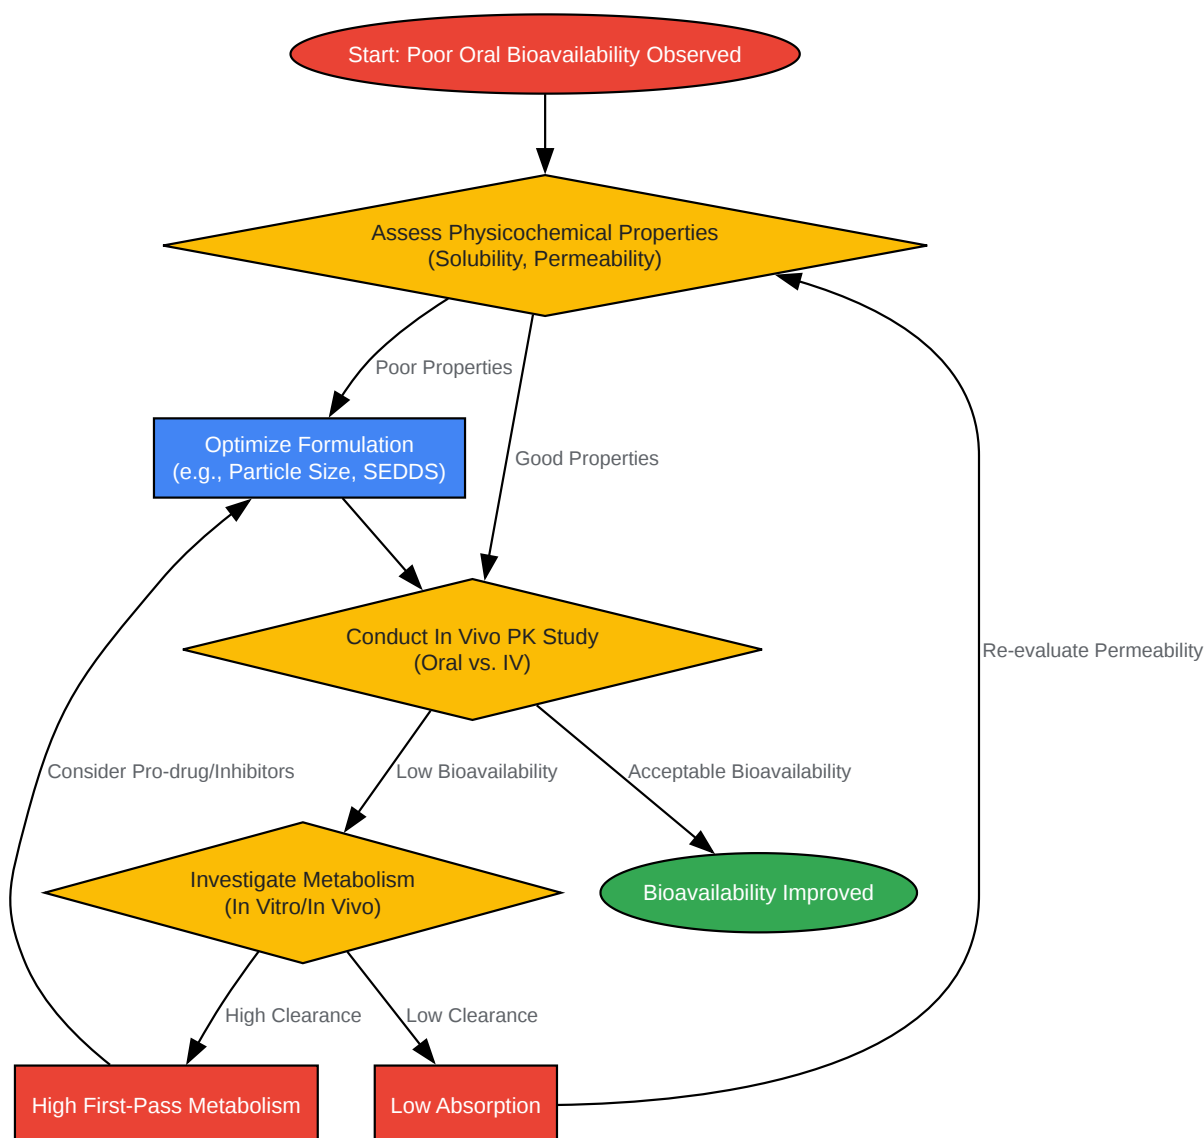 Start: Poor Oral Bioavailability Observed
Assess Physicochemical Properties
(Solubility, Permeability)
Poor Properties
Optimize Formulation
(e.g., Particle Size, SEDDS)
Good Properties
Conduct In Vivo PK Study
(Oral vs. IV)
Re-evaluate Permeability
Consider Pro-drug/Inhibitors
Low Bioavailability
Acceptable Bioavailability
Investigate Metabolism
(In Vitro/In Vivo)
Bioavailability Improved
High Clearance
Low Clearance
High First-Pass Metabolism
Low Absorption